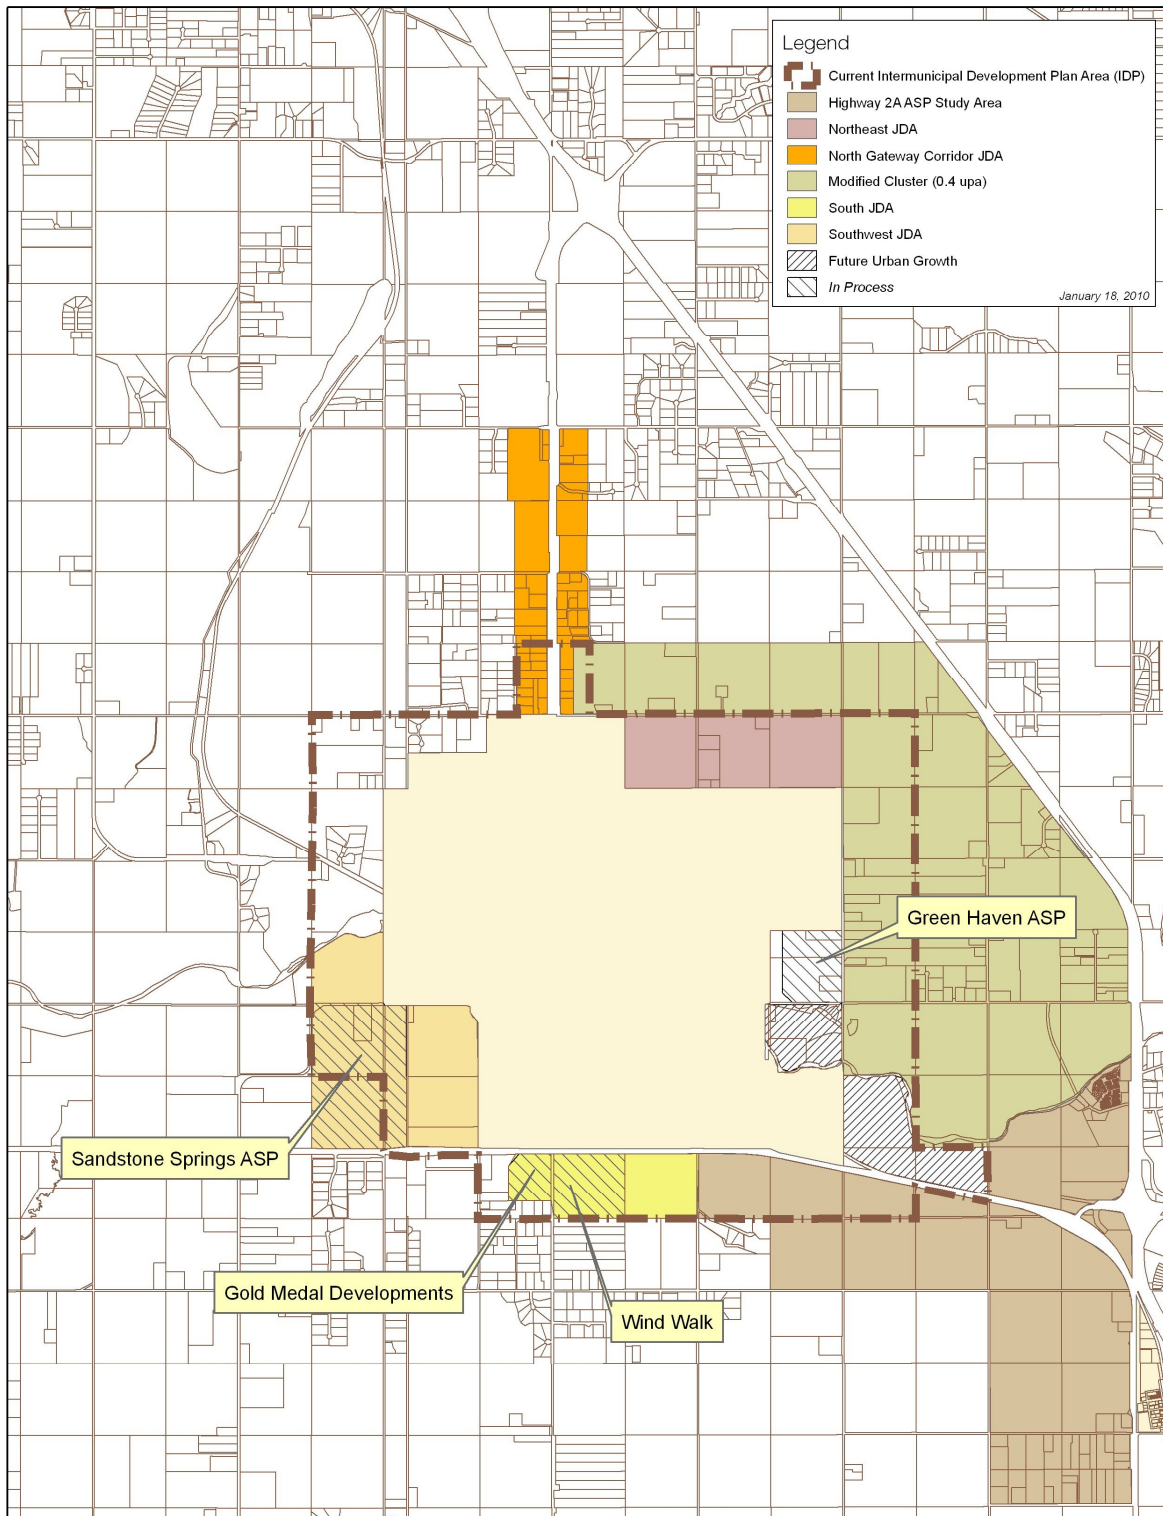 Legend
Current Intermunicipal Development Plan Area (IDP)
Highway 2A ASP Study Area
Northeast JDA
North Gateway Corridor JDA
Modified Cluster (0.4 upa)
South JDA
Southwest JDA
Future Urban Growth
In Process
January 18, 2010
Green Haven ASP
Sandstone Springs ASP
Gold Medal Developments
Wind Walk